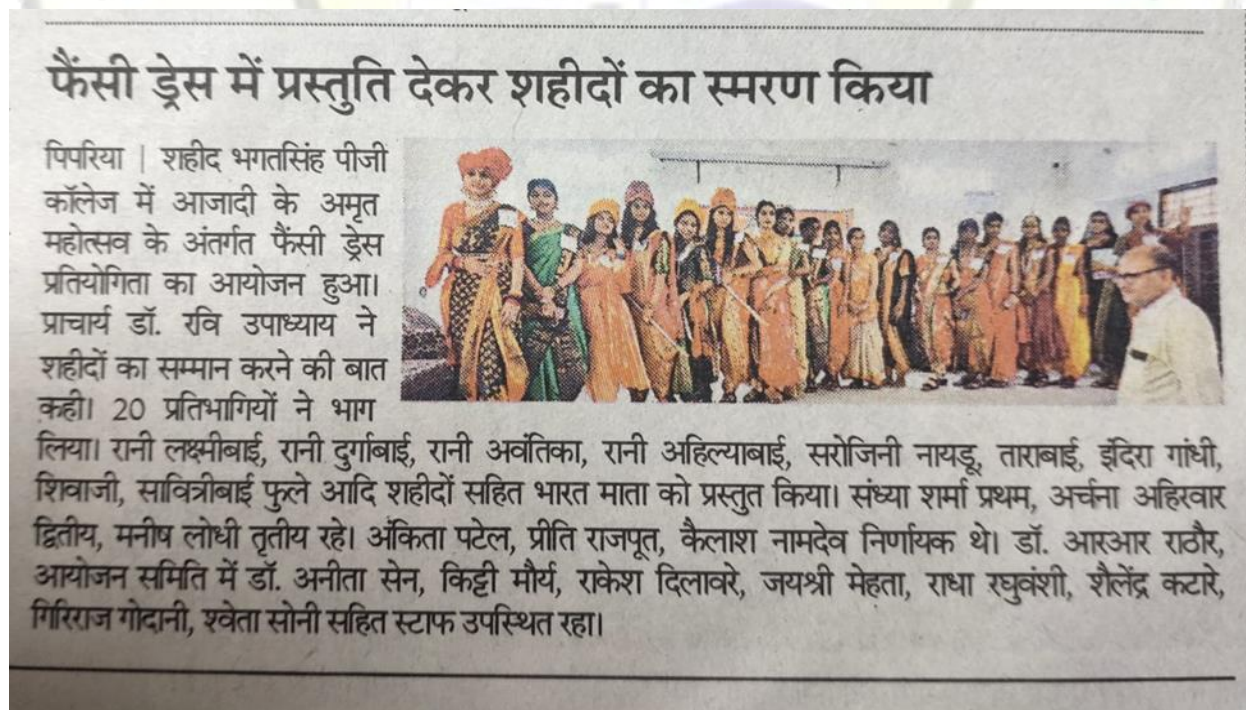 फैंसी ड्रेस में प्रस्तुति देकर शहीदों का स्मरण किया
पिपरिया | शहीद भगतसिंह पीजी
कॉलेज में आजादी के अमृत
महोत्सव के अंतर्गत फैंसी ड्रेस
प्रतियोगिता का आयोजन हुआ।
प्राचार्य डॉ. रवि उपाध्याय ने
शहीदों का सम्मान करने की बात
कही। 20 प्रतिभागियों ने भाग
लिया। रानी लक्ष्मीबाई, रानी दुर्गाबाई, रानी अवंतिका, रानी अहिल्याबाई, सरोजिनी नायडू, ताराबाई, इंदिरा गांधी,
शिवाजी, सावित्रीबाई फुले आदि शहीदों सहित भारत माता को प्रस्तुत किया। संध्या शर्मा प्रथम, अर्चना अहिरवार
द्वितीय, मनीष लोधी तृतीय रहे। अंकिता पटेल, प्रीति राजपूत, कैलाश नामदेव निर्णायक थे। डॉ. आरआर राठौर,
आयोजन समिति में डॉ. अनीता सेन, किट्टी मौर्य, राकेश दिलावरे, जयश्री मेहता, राधा रघुवंशी, शैलेंद्र कटारे,
गिरिराज गोदानी, श्वेता सोनी सहित स्टाफ उपस्थित रहा।